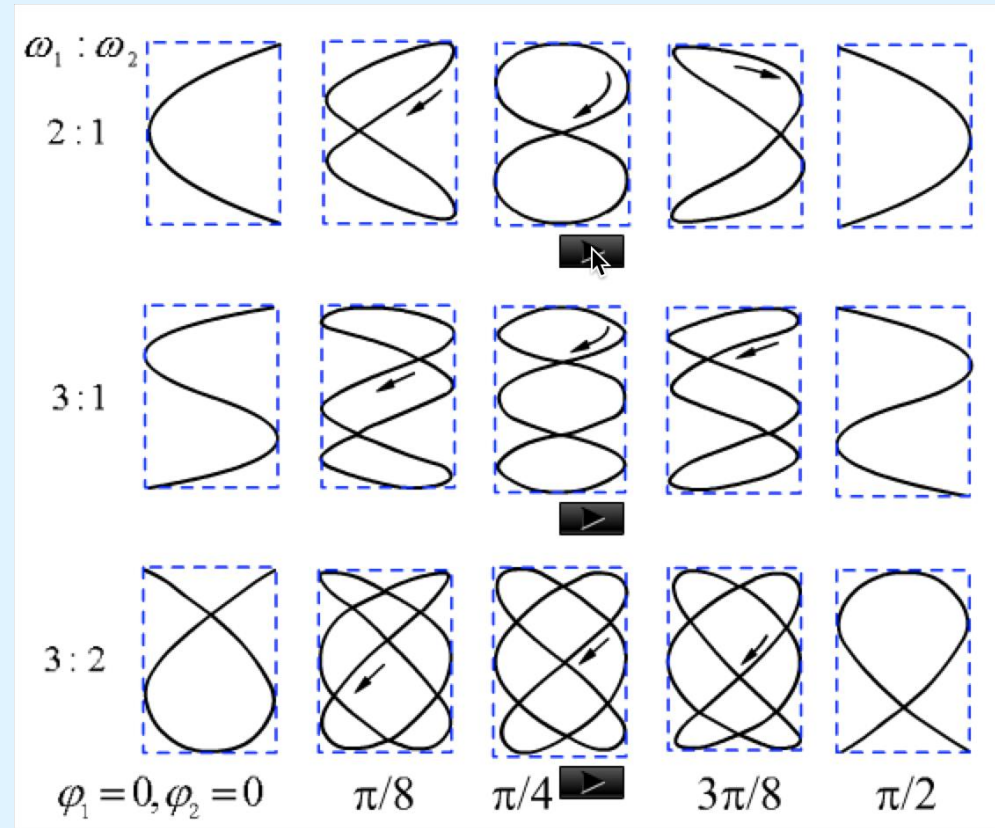 ω₁ : ω₂
2 : 1
3 : 1
3 : 2
φ₁ = 0, φ₂ = 0 π/8 π/4 3π/8 π/2